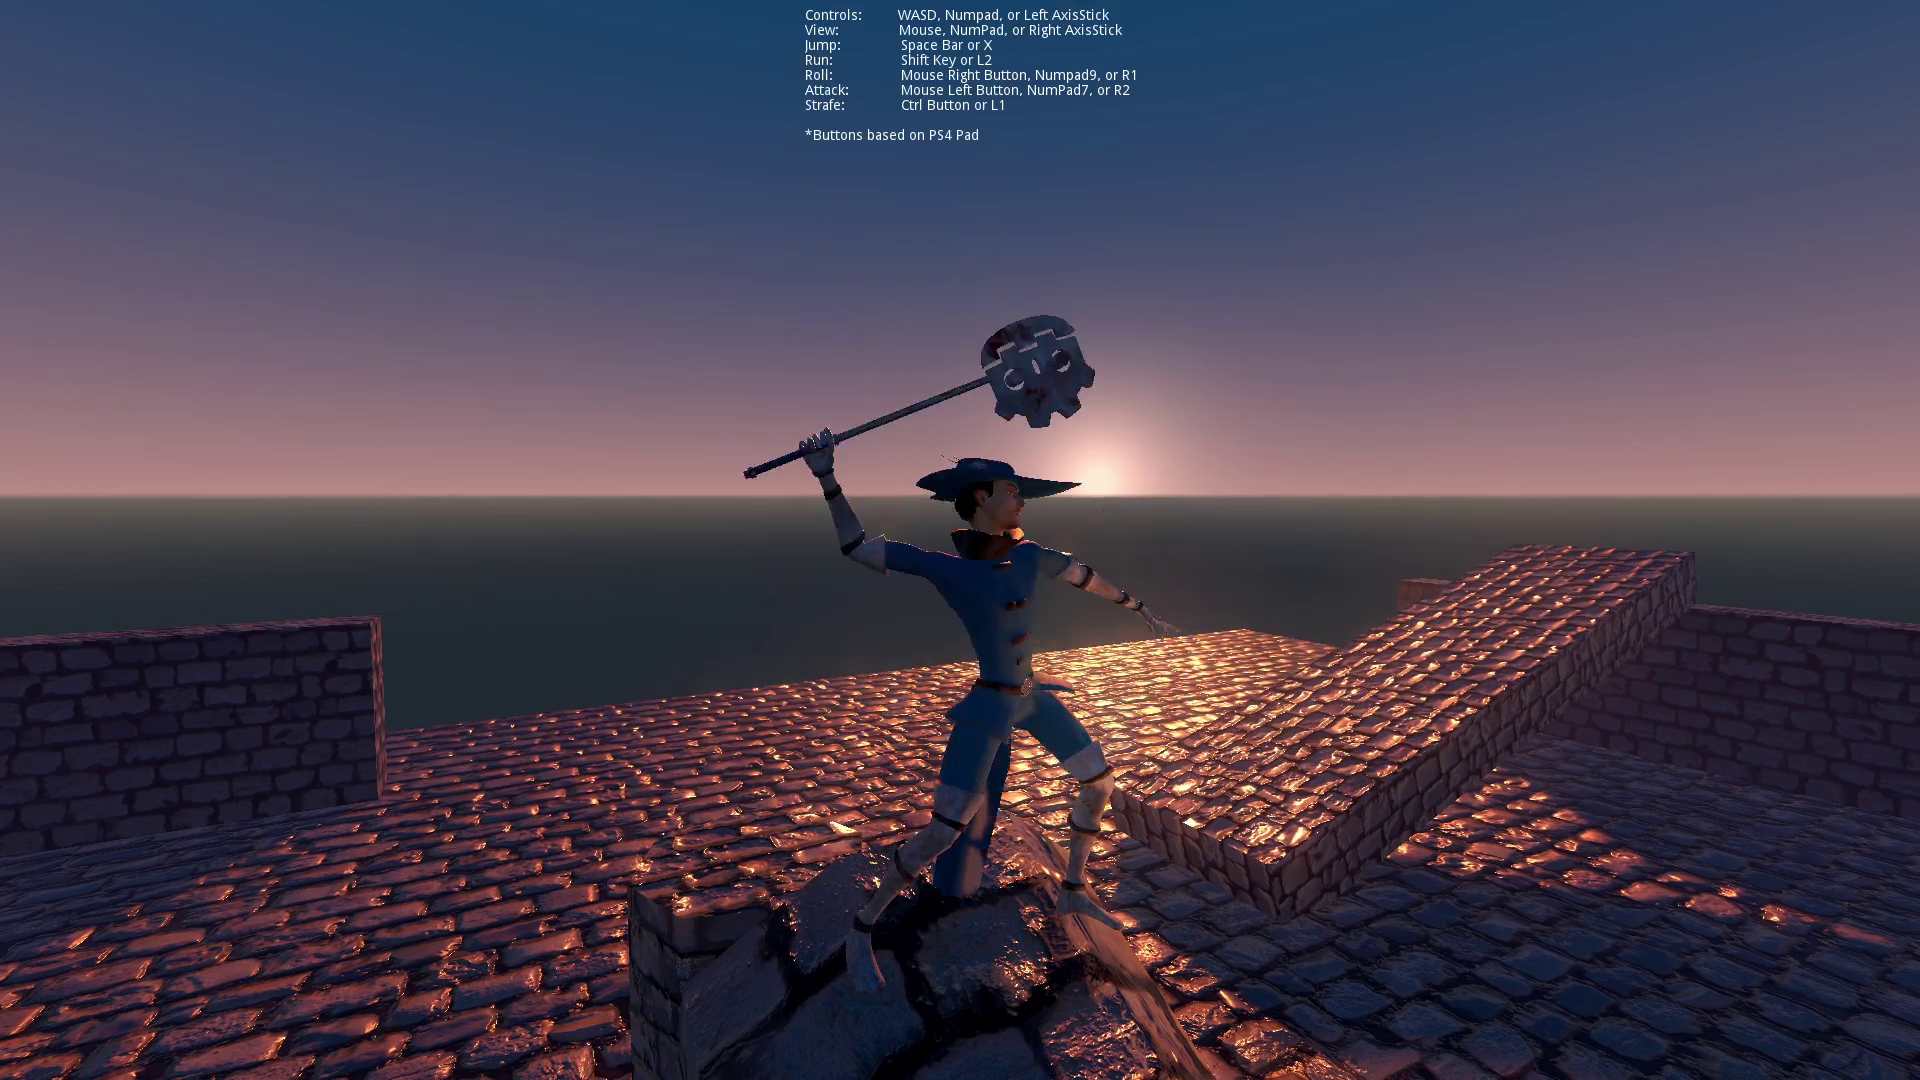 Controls: WASD, Numpad, or Left AxisStick
View: Mouse, NumPad, or Right AxisStick
Jump: Space Bar or X
Run: Shift Key or L2
Roll: Mouse Right Button, Numpad9, or R1
Attack: Mouse Left Button, NumPad7, or R2
Strafe: Ctrl Button or L1
*Buttons based on PS4 Pad